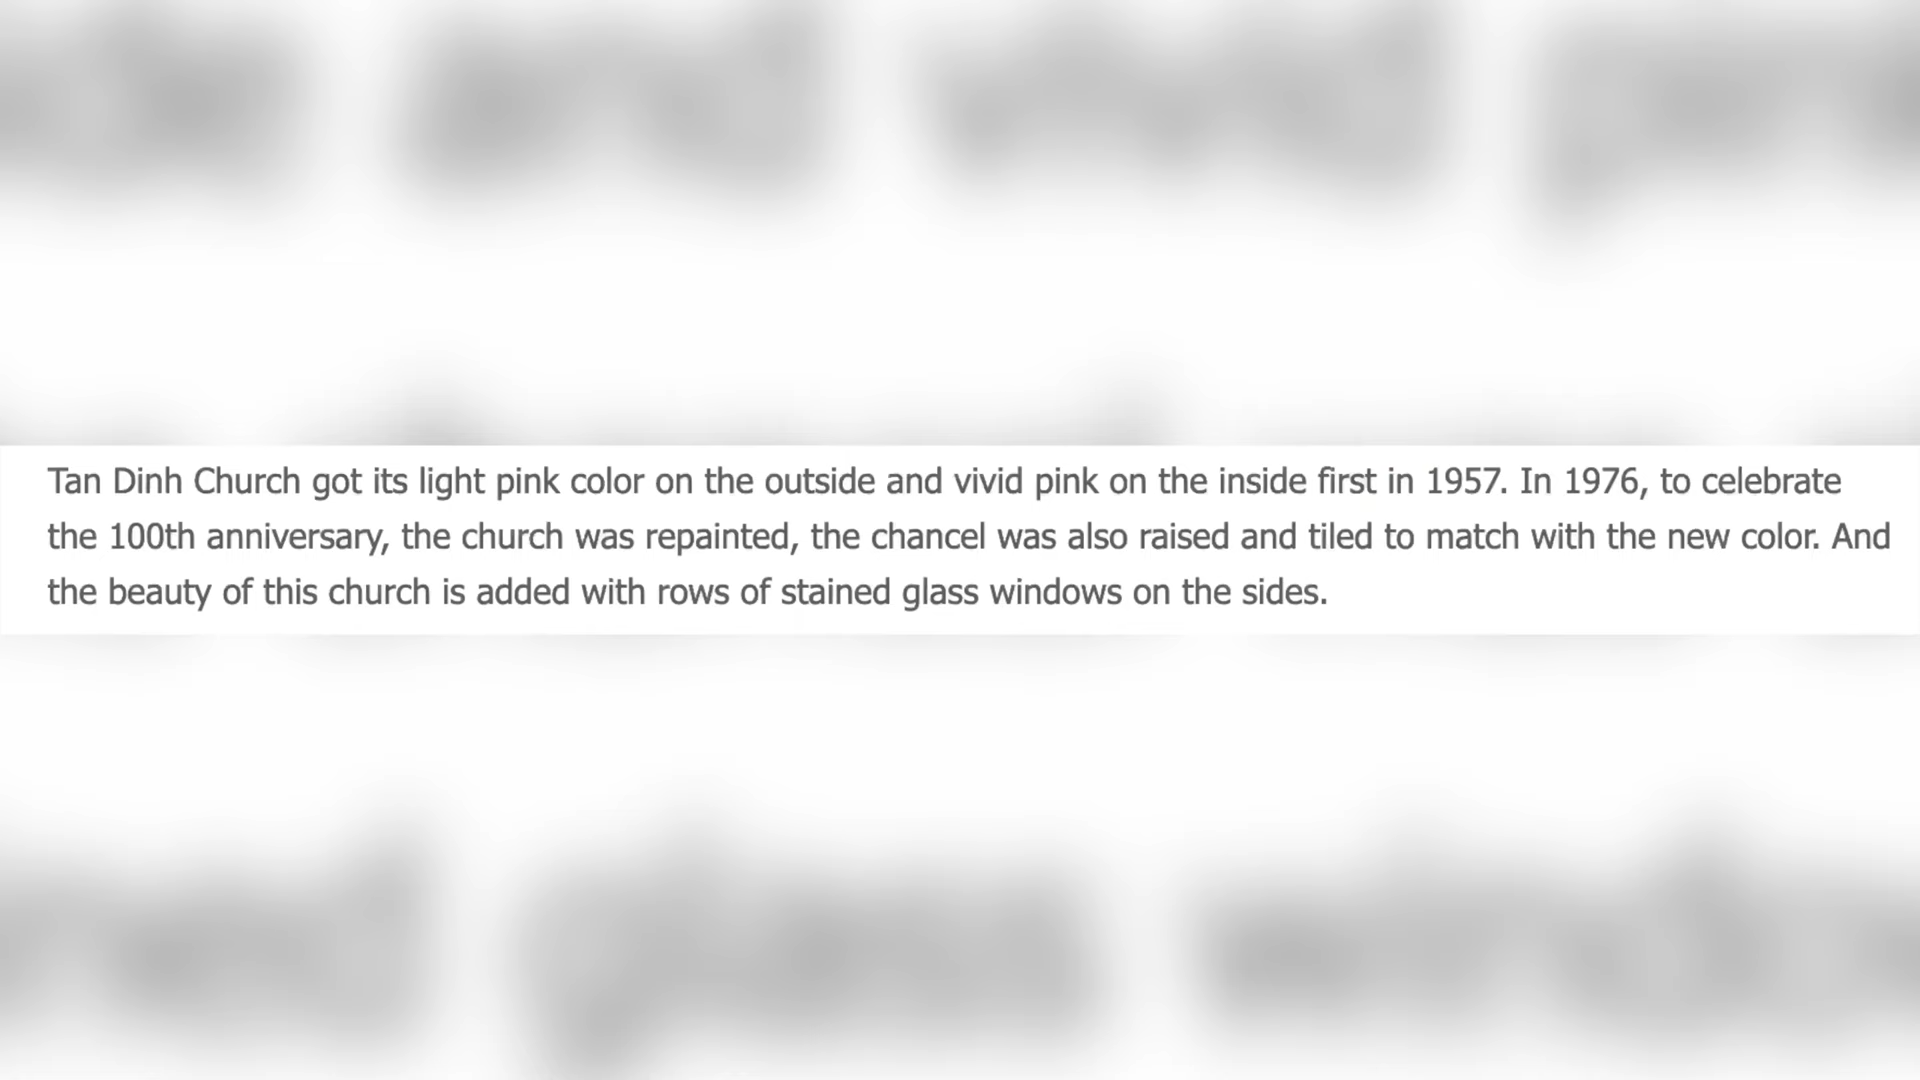 Tan Dinh Church got its light pink color on the outside and vivid pink on the inside first in 1957. In 1976, to celebrate
the 100th anniversary, the church was repainted, the chancel was also raised and tiled to match with the new color. And
the beauty of this church is added with rows of stained glass windows on the sides.